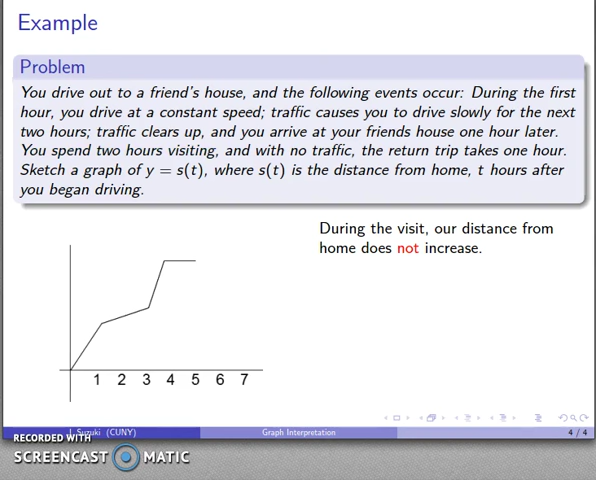 Example
Problem
You drive out to a friend's house, and the following events occur: During the first
hour, you drive at a constant speed; traffic causes you to drive slowly for the next
two hours; traffic clears up, and you arrive at your friends house one hour later.
You spend two hours visiting, and with no traffic, the return trip takes one hour.
Sketch a graph of y = s(t), where s(t) is the distance from home, t hours after
you began driving.
During the visit, our distance from
home does not increase.
1 2 3 4 5 6 7
J. Suzuki (CUNY) Graph Interpretation 4 / 4
RECORDED WITH
SCREENCAST MATIC